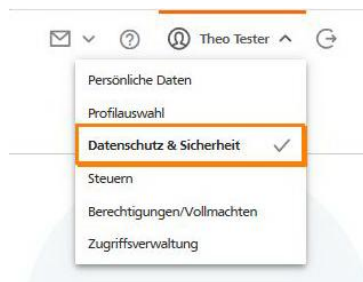 Theo Tester
Persönliche Daten
Profilauswahl
Datenschutz & Sicherheit
Steuern
Berechtigungen/Vollmachten
Zugriffsverwaltung